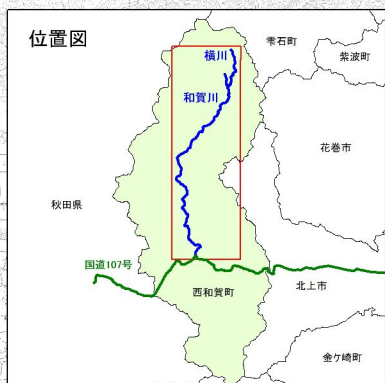 位置図
雫石町
横川
紫波町
和賀川
花巻市
秋田県
国道107号
西和賀町
北上市
金ケ崎町